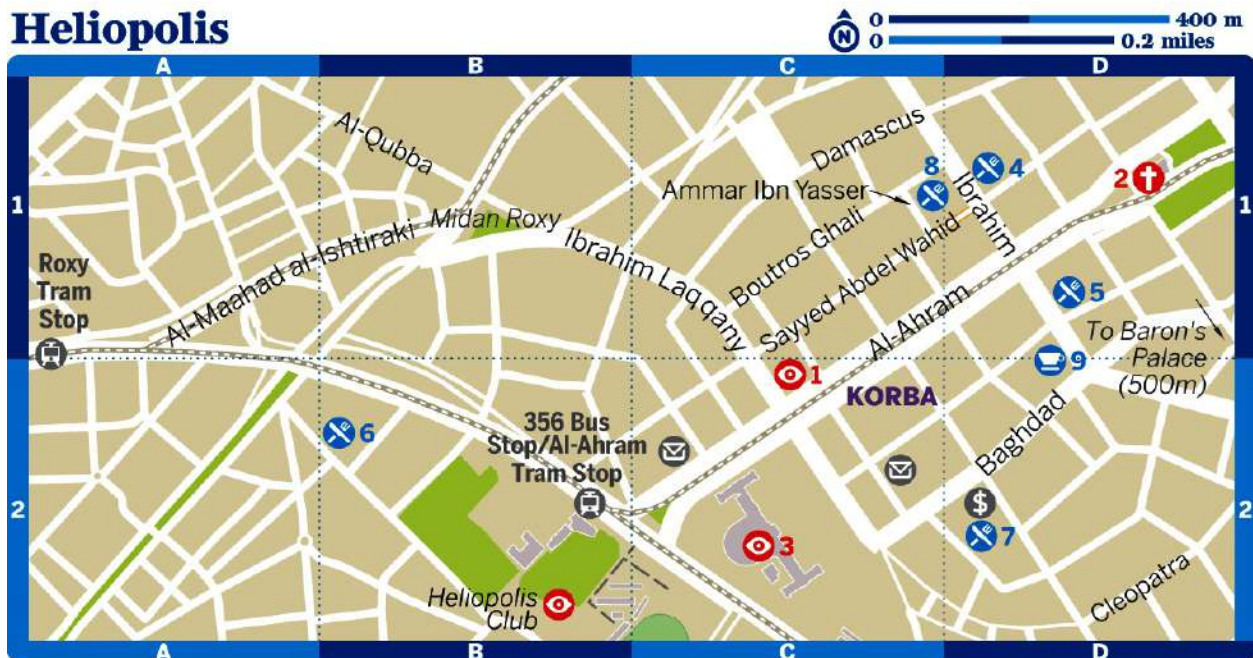 Heliopolis
N
0 400 m
0 0.2 miles
A B C D
1
1
Al-Qubba
Damascus
8
4
2
Ammar Ibn Yasser
Ibrahim
Midan Roxy
Boutros Ghali
Sayyed Abdel Wahid
Roxy
Tram
Stop
Al-Maahad al-Ishtiraki
Ibrahim Laqqany
Al-Ahram
5
To Baron's
Palace
(500m)
1
9
KORBA
6
356 Bus
Stop/Al-Ahram
Tram Stop
Baghdad
2
2
$
7
3
Heliopolis
Club
Cleopatra
A B C D